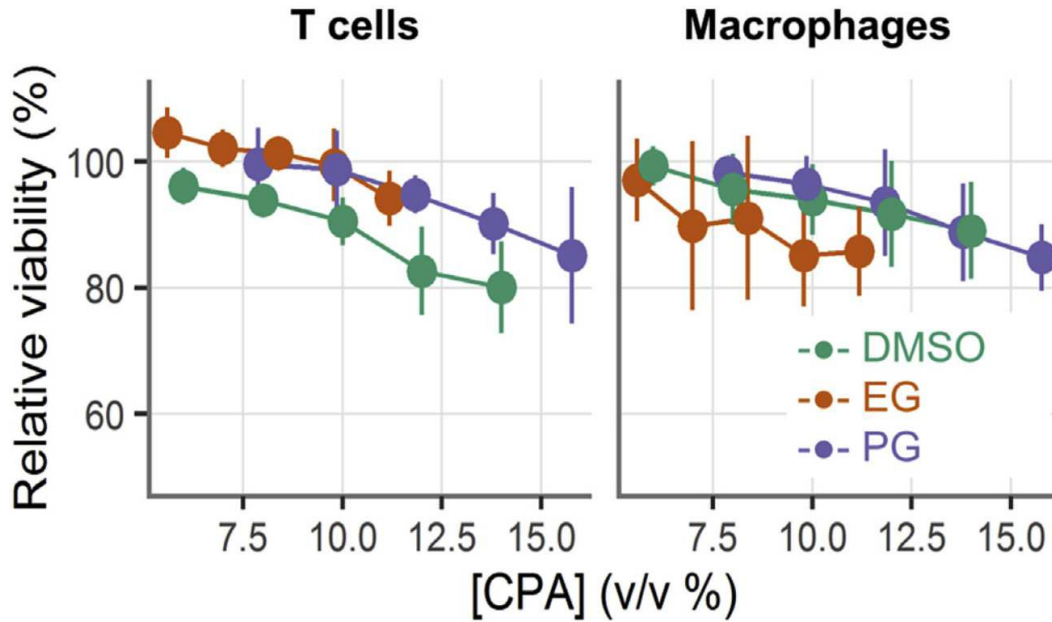 T cells
Macrophages
Relative viability (%)
100
80
60
7.5 10.0 12.5 15.0
7.5 10.0 12.5 15.0
DMSO
EG
PG
[CPA] (v/v %)